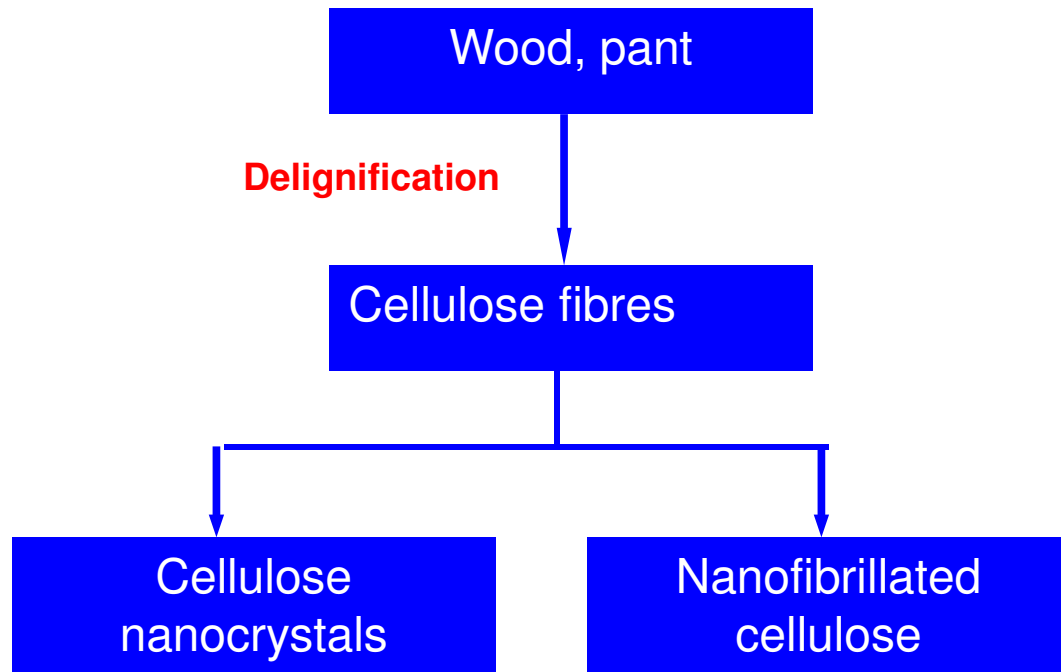 Wood, pant
Delignification
Cellulose fibres
Cellulose
nanocrystals
Nanofibrillated
cellulose